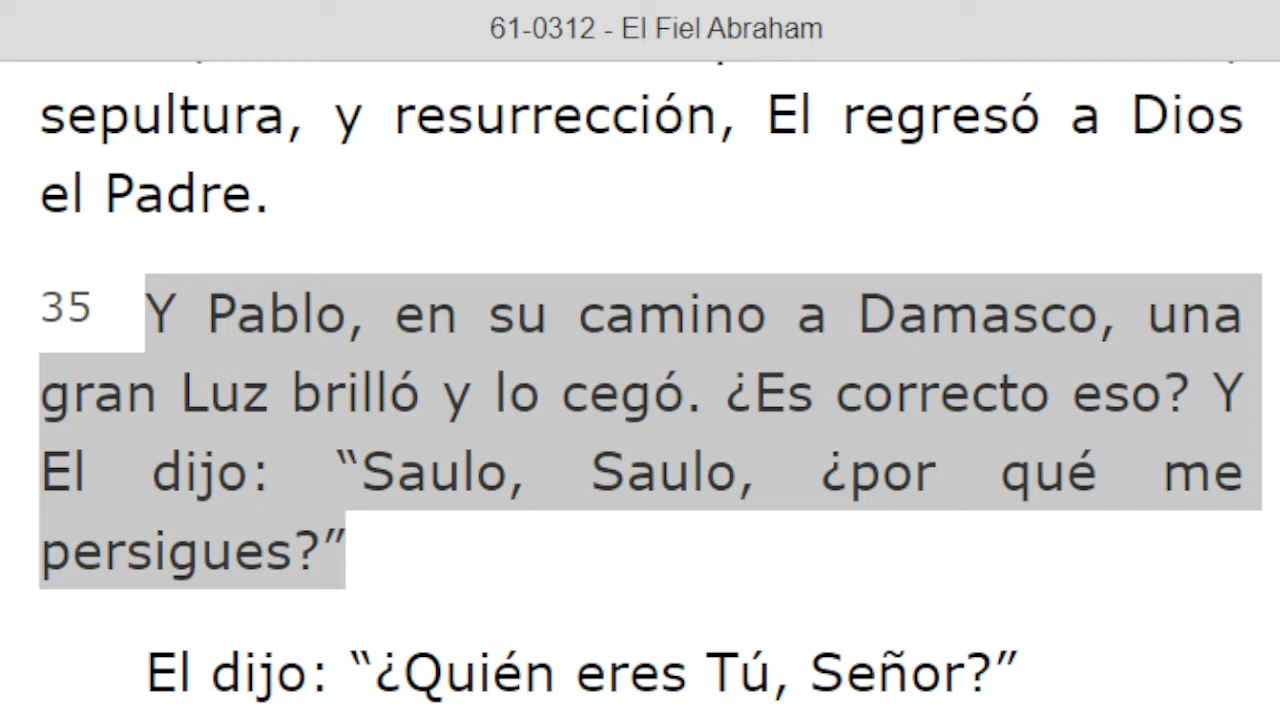 61-0312 - El Fiel Abraham
sepultura, y resurrección, El regresó a Dios
el Padre.
35 Y Pablo, en su camino a Damasco, una
gran Luz brilló y lo cegó. ¿Es correcto eso? Y
El dijo: “Saulo, Saulo, ¿por qué me
persigues?”
El dijo: “¿Quién eres Tú, Señor?”